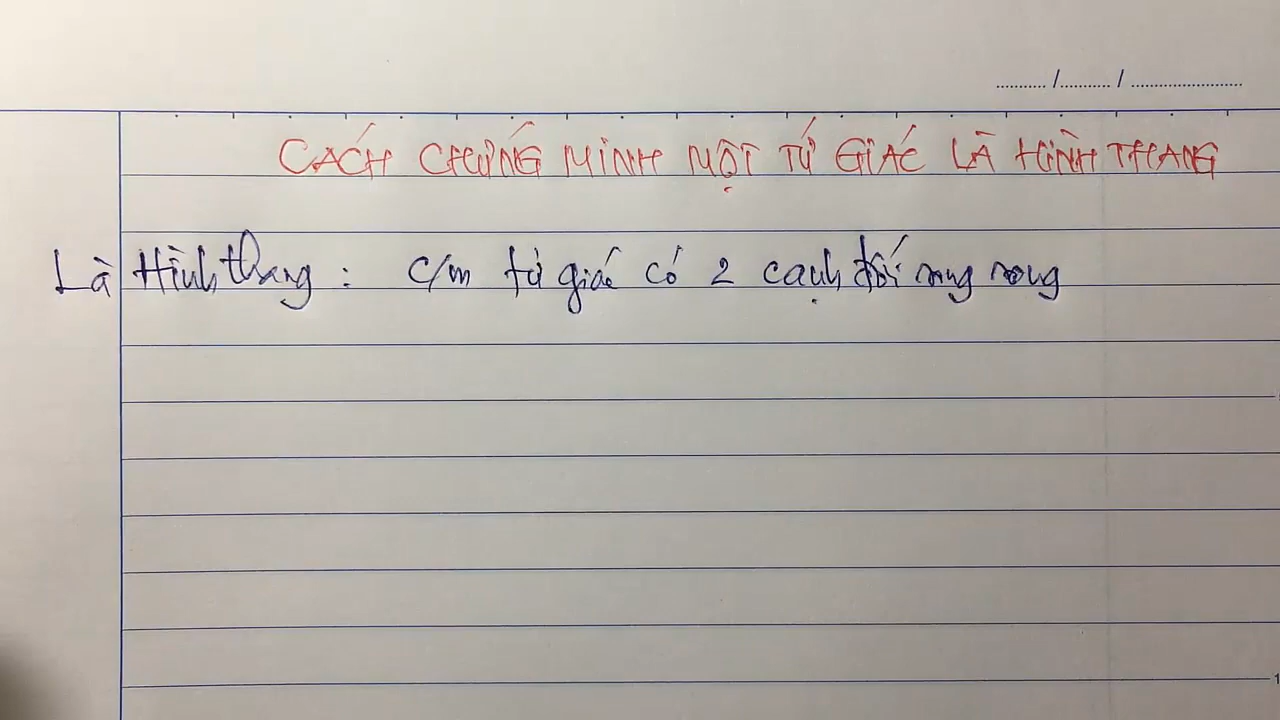 ............ /............ / ...........................
CÁCH CHỨNG MINH MỘT TỨ GIÁC LÀ HÌNH THANG
Là Hình thang : c/m tứ giác có 2 cạnh đối song song
1